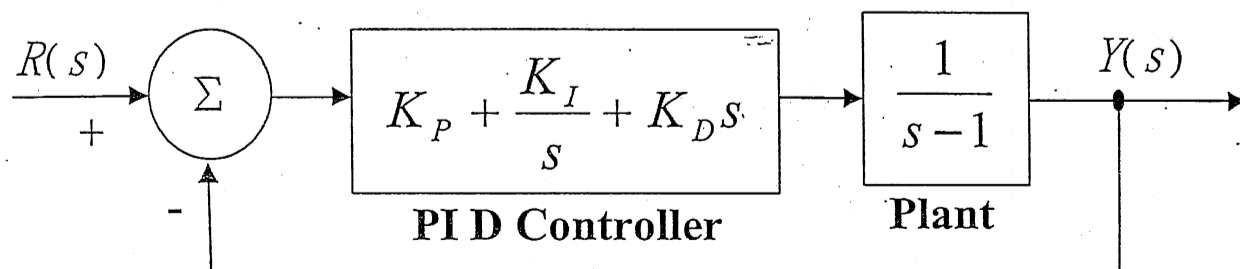 R(s)
+
-
Σ
K_P + K_I/s + K_D s
PI D Controller
1/(s-1)
Plant
Y(s)